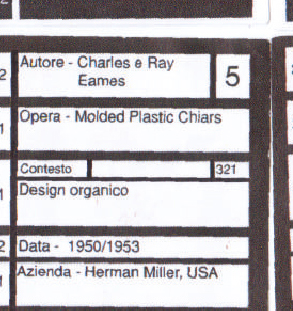 2
2
Autore - Charles e Ray
Eames
5
1
Opera - Molded Plastic Chiars
Contesto
321
1
Design organico
2
Data - 1950/1953
1
Azienda - Herman Miller, USA